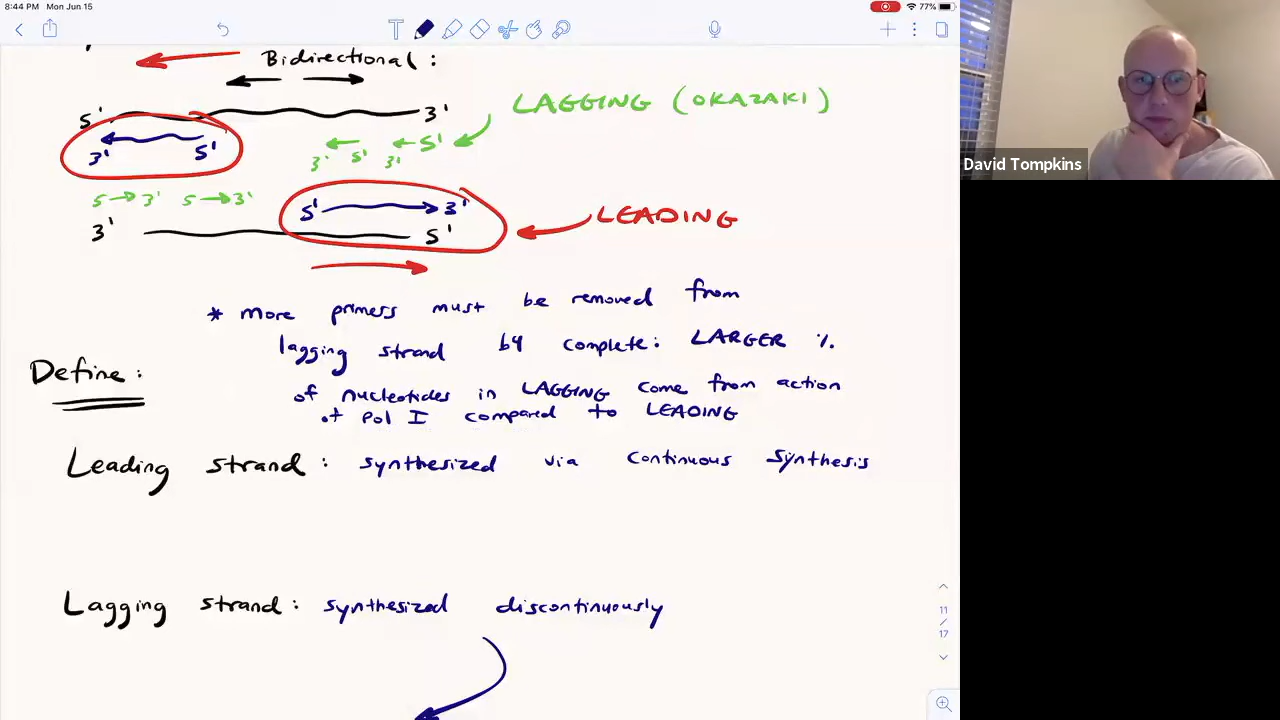 8:44 PM Mon Jun 15
77%
Bidirectional:
5' 3'
LAGGING (OKAZAKI)
3' 5'
3' 5' 3' 5'
5 → 3' 5 → 3'
5' 3'
LEADING
3' 5'
* more primers must be removed from
lagging strand by complete: LARGER %
of nucleotides in LAGGING come from action
of Pol I compared to LEADING
Define:
Leading strand: synthesized via continuous synthesis
Lagging strand: synthesized discontinuously
11
/
17
David Tompkins